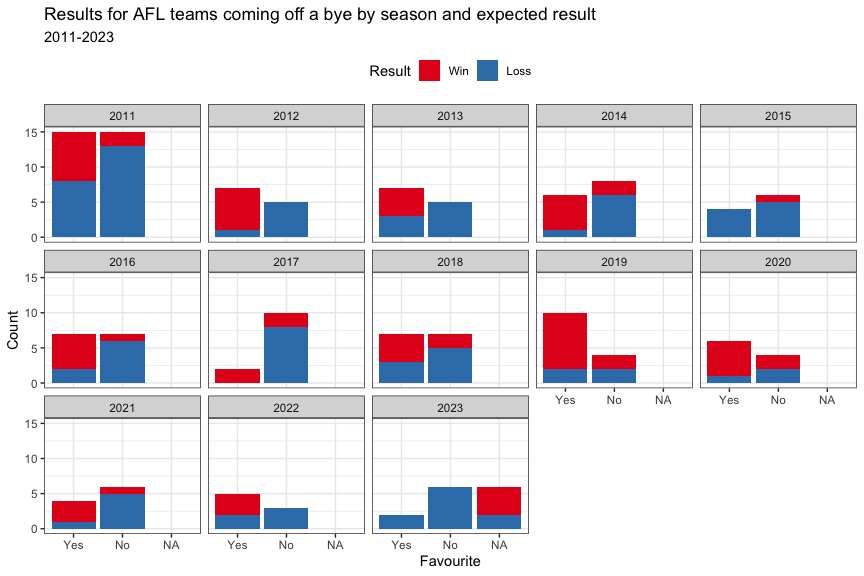 Results for AFL teams coming off a bye by season and expected result
2011-2023
Result Win Loss
2011 2012 2013 2014 2015
15
10
5
0
2016 2017 2018 2019 2020
15
10
5
0
Yes No NA Yes No NA
2021 2022 2023
15
10
5
0
Yes No NA Yes No NA Yes No NA
Count
Favourite